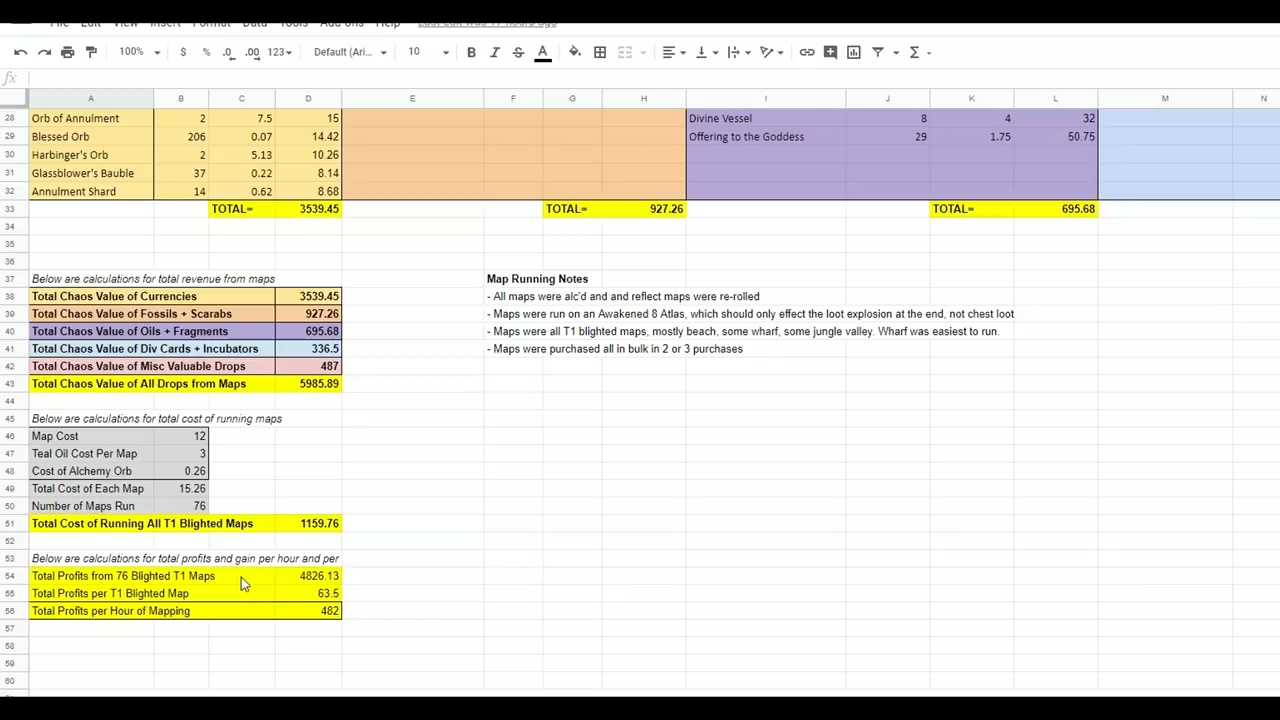 File Edit View Insert Format Data Tools Add-ons Help Last edit was 17 hours ago
100% $ % .0 .00 123 Default (Ari... 10 B I S A Σ
fx
A B C D E F G H I J K L M N
28 Orb of Annulment 2 7.5 15 Divine Vessel 8 4 32
29 Blessed Orb 206 0.07 14.42 Offering to the Goddess 29 1.75 50.75
30 Harbinger's Orb 2 5.13 10.26
31 Glassblower's Bauble 37 0.22 8.14
32 Annulment Shard 14 0.62 8.68
33 TOTAL= 3539.45 TOTAL= 927.26 TOTAL= 695.68
34
35
36
37 Below are calculations for total revenue from maps Map Running Notes
38 Total Chaos Value of Currencies 3539.45 - All maps were alc'd and and reflect maps were re-rolled
39 Total Chaos Value of Fossils + Scarabs 927.26 - Maps were run on an Awakened 8 Atlas, which should only effect the loot explosion at the end, not chest loot
40 Total Chaos Value of Oils + Fragments 695.68 - Maps were all T1 blighted maps, mostly beach, some wharf, some jungle valley. Wharf was easiest to run.
41 Total Chaos Value of Div Cards + Incubators 336.5 - Maps were purchased all in bulk in 2 or 3 purchases
42 Total Chaos Value of Misc Valuable Drops 487
43 Total Chaos Value of All Drops from Maps 5985.89
44
45 Below are calculations for total cost of running maps
46 Map Cost 12
47 Teal Oil Cost Per Map 3
48 Cost of Alchemy Orb 0.26
49 Total Cost of Each Map 15.26
50 Number of Maps Run 76
51 Total Cost of Running All T1 Blighted Maps 1159.76
52
53 Below are calculations for total profits and gain per hour and per
54 Total Profits from 76 Blighted T1 Maps 4826.13
55 Total Profits per T1 Blighted Map 63.5
56 Total Profits per Hour of Mapping 482
57
58
59
60